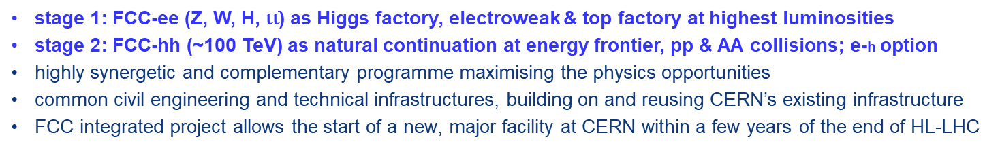 • stage 1: FCC-ee (Z, W, H, tt) as Higgs factory, electroweak & top factory at highest luminosities
• stage 2: FCC-hh (~100 TeV) as natural continuation at energy frontier, pp & AA collisions; e-h option
• highly synergetic and complementary programme maximising the physics opportunities
• common civil engineering and technical infrastructures, building on and reusing CERN's existing infrastructure
• FCC integrated project allows the start of a new, major facility at CERN within a few years of the end of HL-LHC